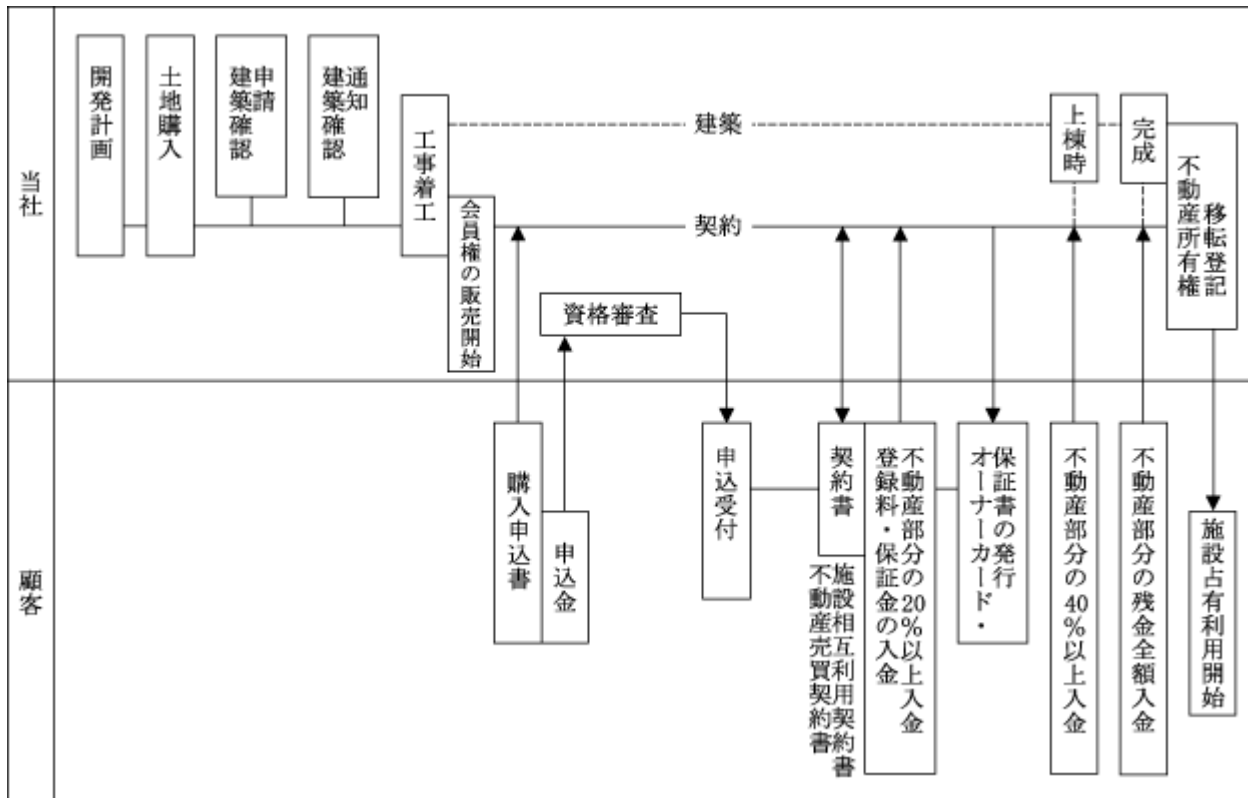 当社
開発計画
土地購入
建築確認
申請
建築確認
通知
工事着工
会員権の販売開始
建築
契約
上棟時
完成
不動産所有権
移転登記
資格審査
顧客
購入申込書
申込金
申込受付
契約書
不動産売買契約書
施設相互利用契約書
登録料・保証金の入金
不動産部分の20%以上入金
オーナーカード・
保証書の発行
不動産部分の40%以上入金
不動産部分の残金全額入金
施設占有利用開始